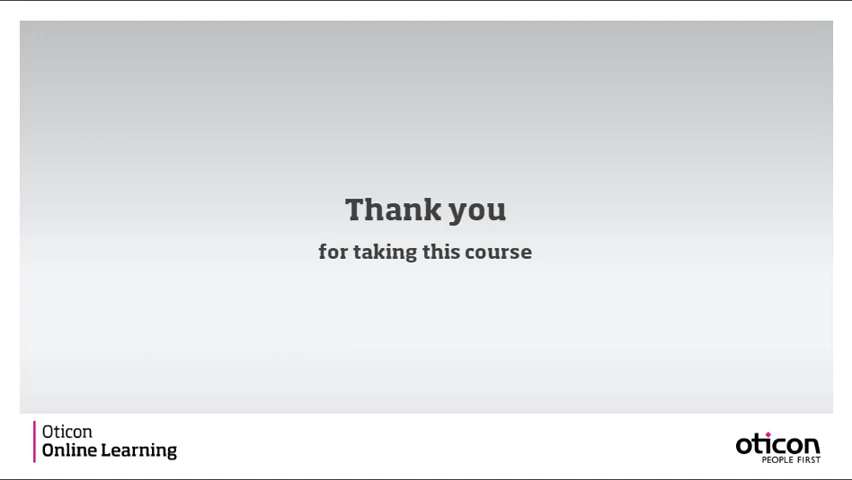 Thank you
for taking this course
Oticon
Online Learning
oticon
PEOPLE FIRST